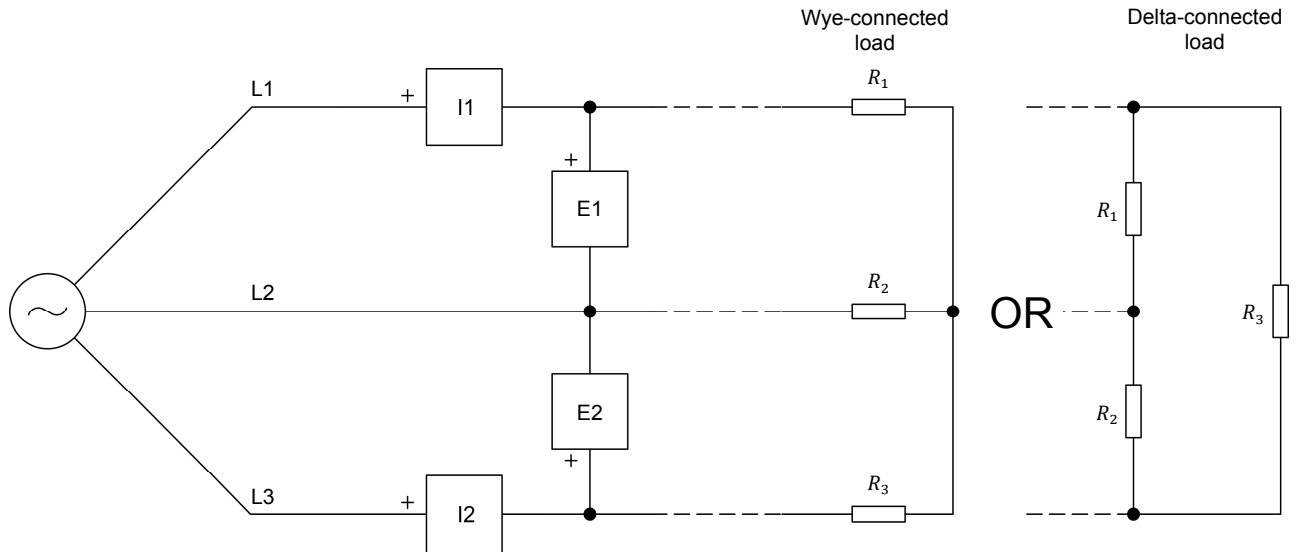 Wye-connected
load
Delta-connected
load
L1
+
I1
R₁
+
E1
R₁
L2
R₂
OR
R₃
E2
R₂
+
L3
+
I2
R₃